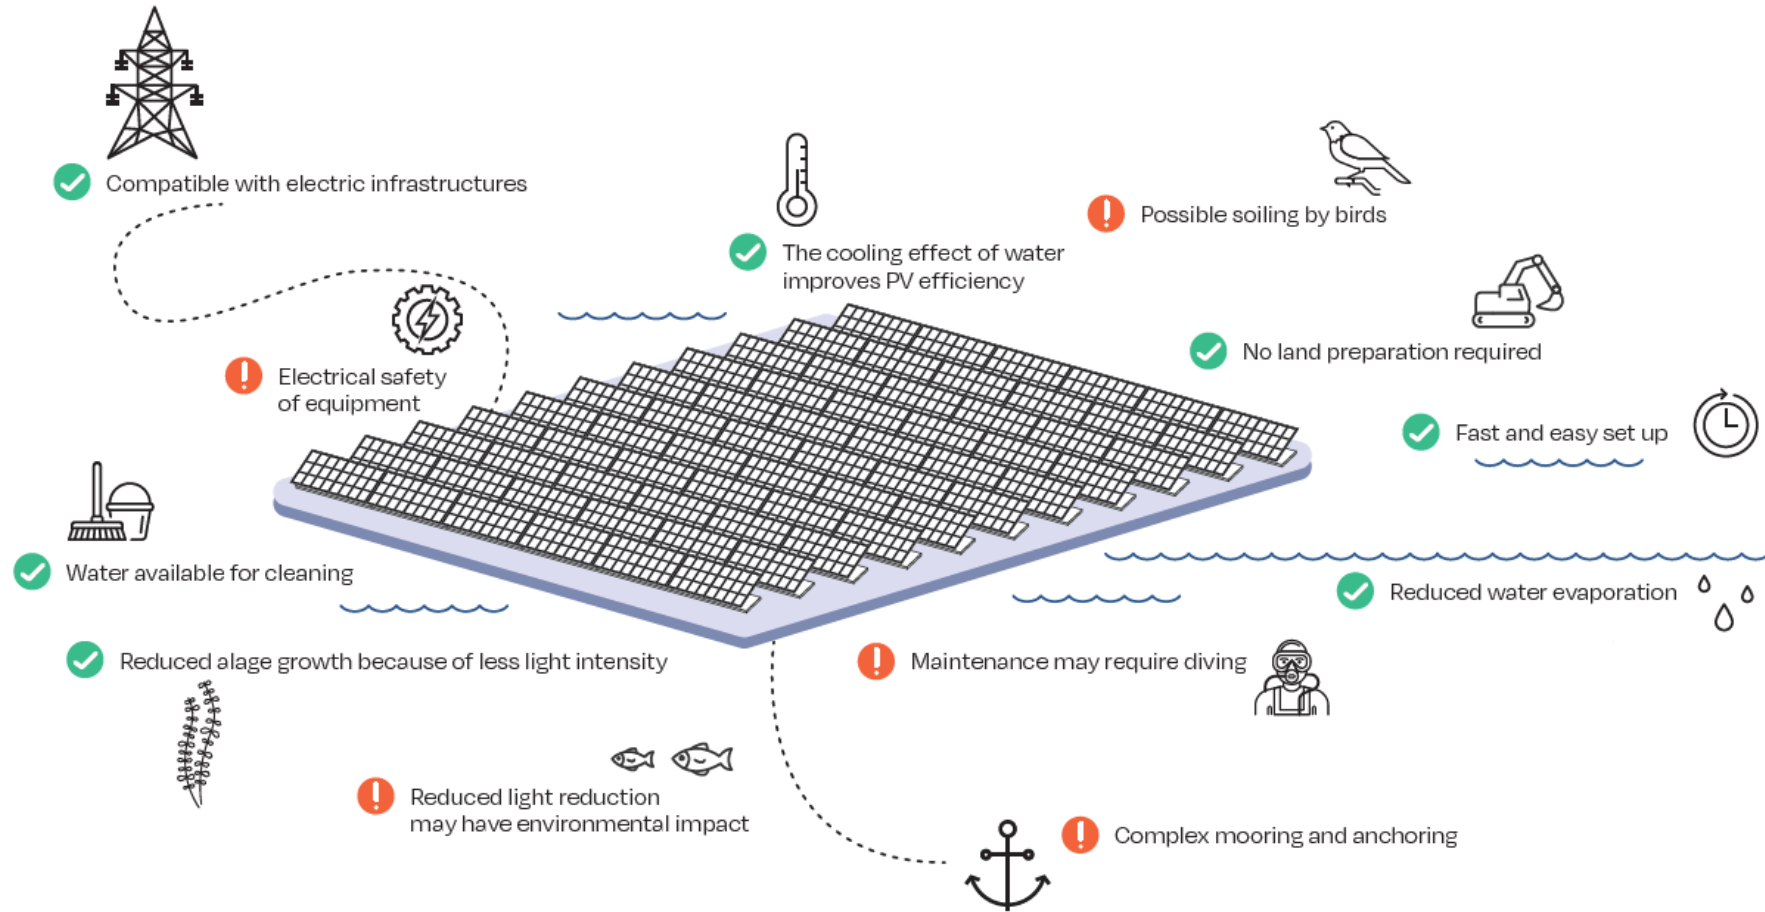 Compatible with electric infrastructures
The cooling effect of water
improves PV efficiency
Possible soiling by birds
No land preparation required
Electrical safety
of equipment
Fast and easy set up
Water available for cleaning
Reduced water evaporation
Reduced alage growth because of less light intensity
Maintenance may require diving
Reduced light reduction
may have environmental impact
Complex mooring and anchoring